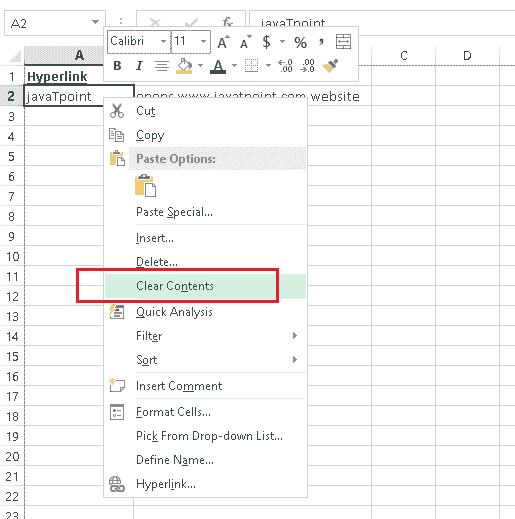 A2
javaTpoint
Calibri 11 A A $ % ,
B I A .00 .00
A C D
1 Hyperlink
2 javaTpoint opens www.javatpoint.com website
Cut
3
Copy
4
Paste Options:
5
6
7
Paste Special...
8
Insert...
9
Delete...
10
Clear Contents
11
12
Quick Analysis
13
Filter
14
Sort
15
Insert Comment
16
Format Cells...
17
18
Pick From Drop-down List...
19
Define Name...
20
Hyperlink...
21
22
23